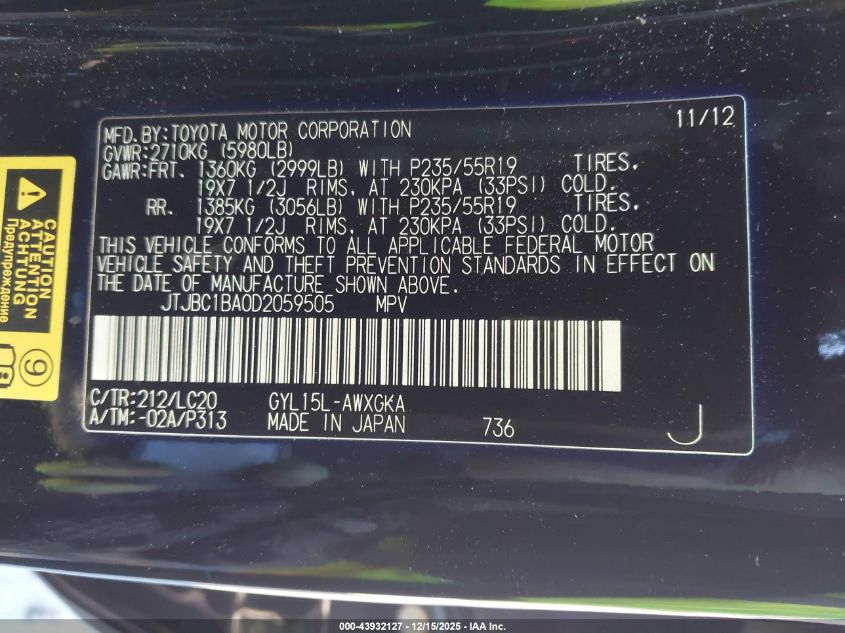 MFD.BY:TOYOTA MOTOR CORPORATION 11/12
GVWR:2710KG (5980LB)
GAWR:FRT. 1360KG (2999LB) WITH P235/55R19 TIRES,
19X7 1/2J RIMS, AT 230KPA (33PSI) COLD.
RR. 1385KG (3056LB) WITH P235/55R19 TIRES,
19X7 1/2J RIMS, AT 230KPA (33PSI) COLD.
THIS VEHICLE CONFORMS TO ALL APPLICABLE FEDERAL MOTOR
VEHICLE SAFETY AND THEFT PREVENTION STANDARDS IN EFFECT ON
THE DATE OF MANUFACTURE SHOWN ABOVE.
JTJBC1BA0D2059505 MPV
C/TR:212/LC20 GYL15L-AWXGKA
A/TM:-02A/P313 MADE IN JAPAN 736 J
CAUTION
ATTENTION
ACHTUNG
Предупреждение
9
000-43932127 - 12/15/2025 - IAA Inc.